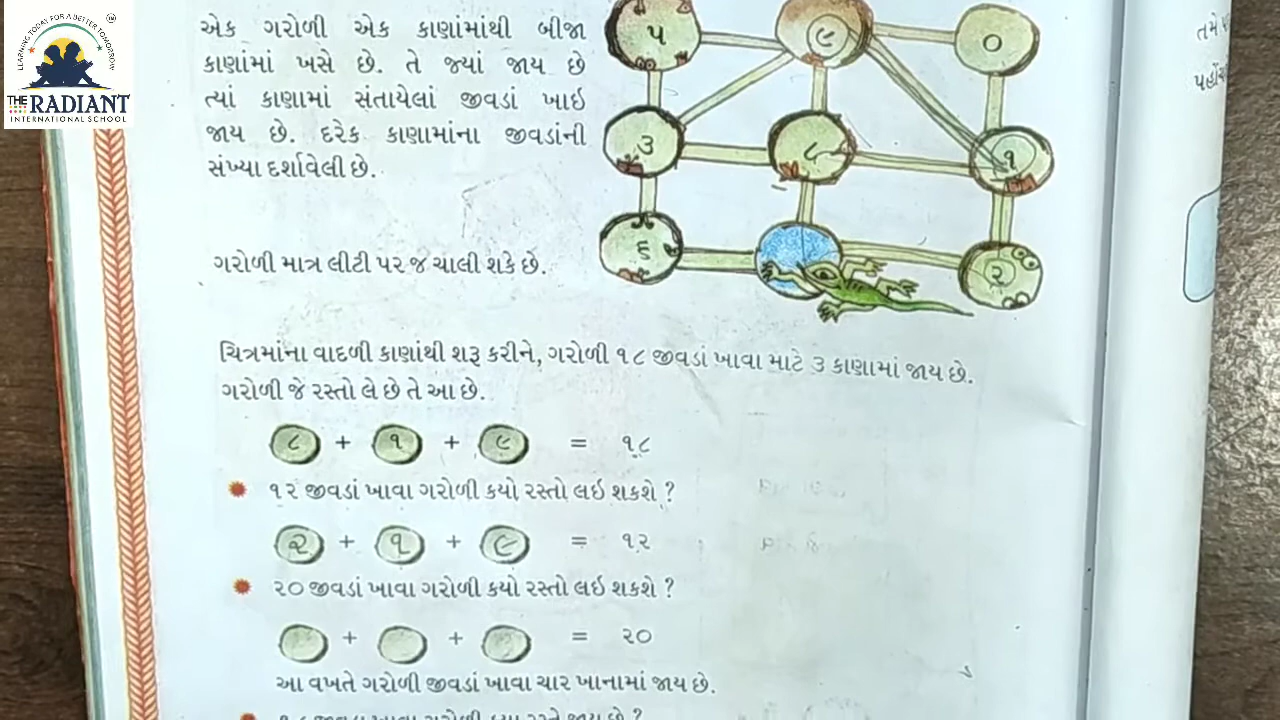 LEARNING TODAY FOR A BETTER TOMORROW
THE RADIANT
INTERNATIONAL SCHOOL
એક ગરોળી એક કાણાંમાંથી બીજા
કાણાંમાં ખસે છે. તે જ્યાં જાય છે
ત્યાં કાણામાં સંતાયેલાં જીવડાં ખાઇ
જાય છે. દરેક કાણામાંના જીવડાંની
સંખ્યા દર્શાવેલી છે.
ગરોળી માત્ર લીટી પર જ ચાલી શકે છે.
૫ ૯ ૦
૩ ૮ ૧
૬ ૨
ચિત્રમાંના વાદળી કાણાંથી શરૂ કરીને, ગરોળી ૧૮ જીવડાં ખાવા માટે ૩ કાણામાં જાય છે.
ગરોળી જે રસ્તો લે છે તે આ છે.
૮ + ૧ + ૯ = ૧૮
૧૨ જીવડાં ખાવા ગરોળી કયો રસ્તો લઇ શકશે ?
૨ + ૧ + ૯ = ૧૨
૨૦ જીવડાં ખાવા ગરોળી કયો રસ્તો લઇ શકશે ?
+ + = ૨૦
આ વખતે ગરોળી જીવડાં ખાવા ચાર ખાનામાં જાય છે.
તમે